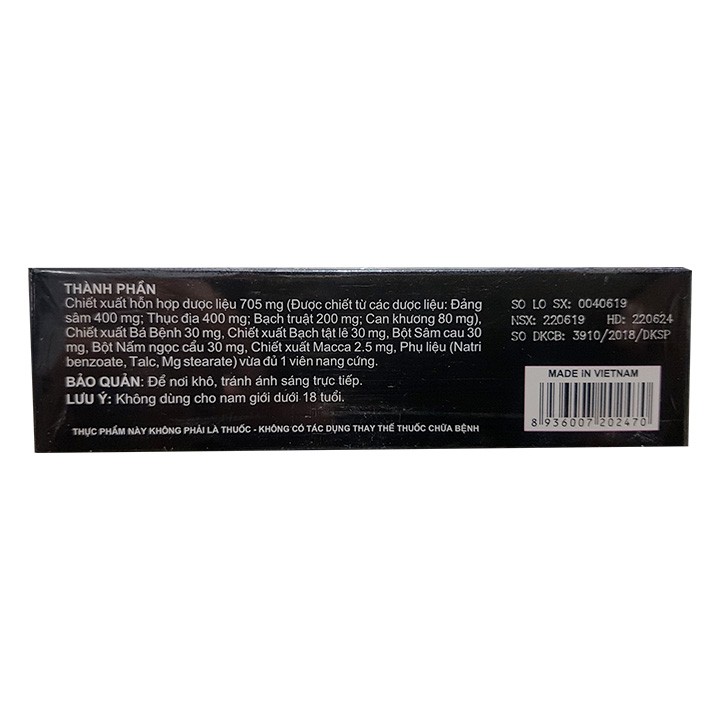 THÀNH PHẦN
Chiết xuất hỗn hợp dược liệu 705 mg (Được chiết từ các dược liệu: Đảng
sâm 400 mg; Thục địa 400 mg; Bạch truật 200 mg; Can khương 80 mg),
Chiết xuất Bá Bệnh 30 mg, Chiết xuất Bạch tật lê 30 mg, Bột Sâm cau 30
mg, Bột Nấm ngọc cẩu 30 mg, Chiết xuất Macca 2.5 mg, Phụ liệu (Natri
benzoate, Talc, Mg stearate) vừa đủ 1 viên nang cứng.
BẢO QUẢN: Để nơi khô, tránh ánh sáng trực tiếp.
LƯU Ý: Không dùng cho nam giới dưới 18 tuổi.
THỰC PHẨM NÀY KHÔNG PHẢI LÀ THUỐC - KHÔNG CÓ TÁC DỤNG THAY THẾ THUỐC CHỮA BỆNH
SO LO SX: 0040619
NSX: 220619 HD: 220624
SO DKCB: 3910/2018/DKSP
MADE IN VIETNAM
8 936007 202470